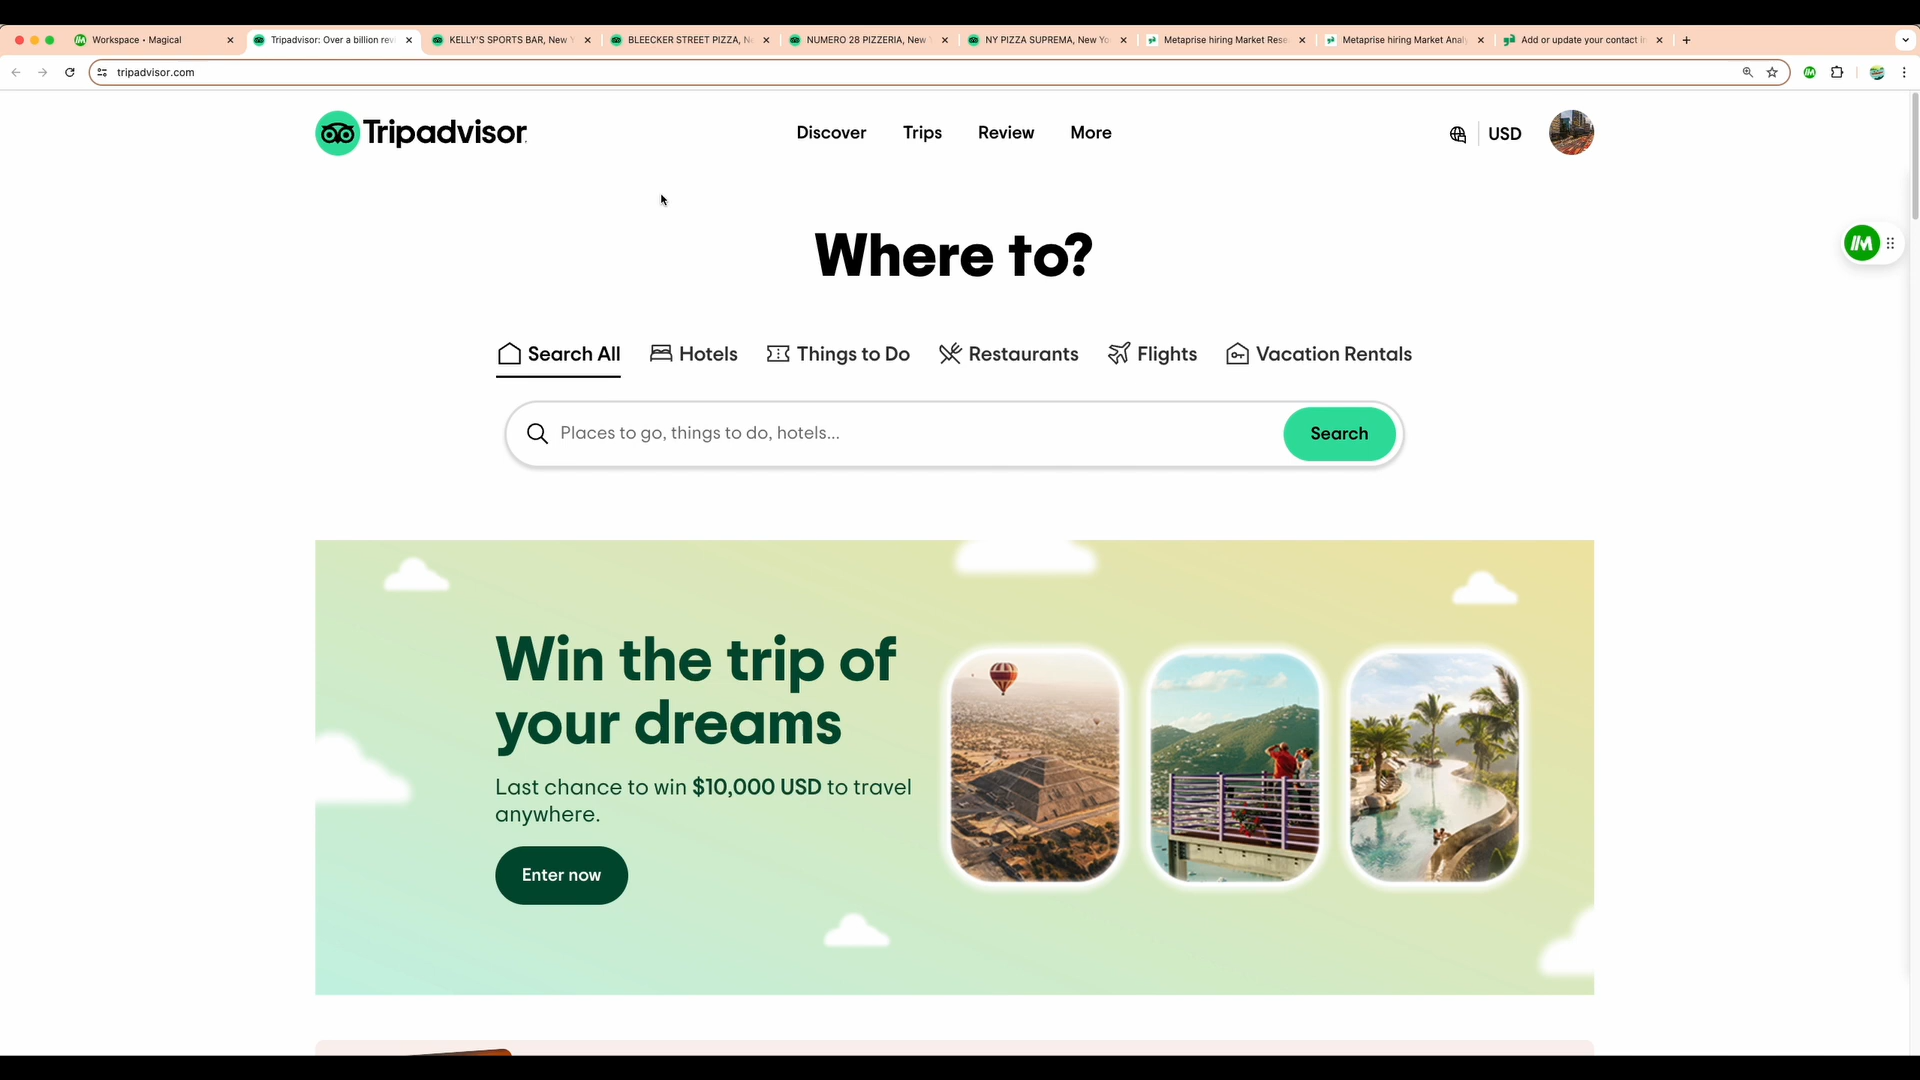 Workspace • Magical
Tripadvisor: Over a billion rev
KELLY'S SPORTS BAR, New Y
BLEECKER STREET PIZZA, N
NUMERO 28 PIZZERIA, New
NY PIZZA SUPREMA, New Yo
Metaprise hiring Market Rese
Metaprise hiring Market Anal
Add or update your contact in
tripadvisor.com
Tripadvisor
Discover
Trips
Review
More
USD
Where to?
Search All
Hotels
Things to Do
Restaurants
Flights
Vacation Rentals
Places to go, things to do, hotels...
Search
Win the trip of
your dreams
Last chance to win $10,000 USD to travel
anywhere.
Enter now